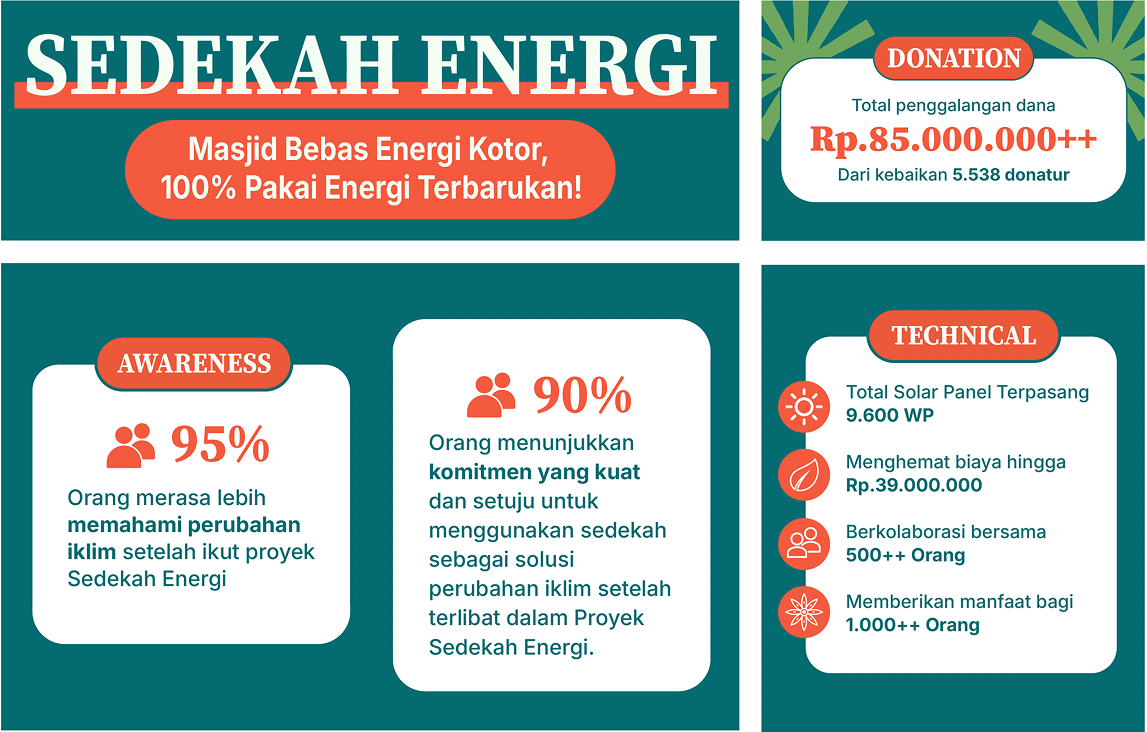 SEDEKAH ENERGI
Masjid Bebas Energi Kotor,
100% Pakai Energi Terbarukan!
DONATION
Total penggalangan dana
Rp.85.000.000++
Dari kebaikan 5.538 donatur
AWARENESS
95%
Orang merasa lebih
memahami perubahan
iklim setelah ikut proyek
Sedekah Energi
90%
Orang menunjukkan
komitmen yang kuat
dan setuju untuk
menggunakan sedekah
sebagai solusi
perubahan iklim setelah
terlibat dalam Proyek
Sedekah Energi.
TECHNICAL
Total Solar Panel Terpasang
9.600 WP
Menghemat biaya hingga
Rp.39.000.000
Berkolaborasi bersama
500++ Orang
Memberikan manfaat bagi
1.000++ Orang